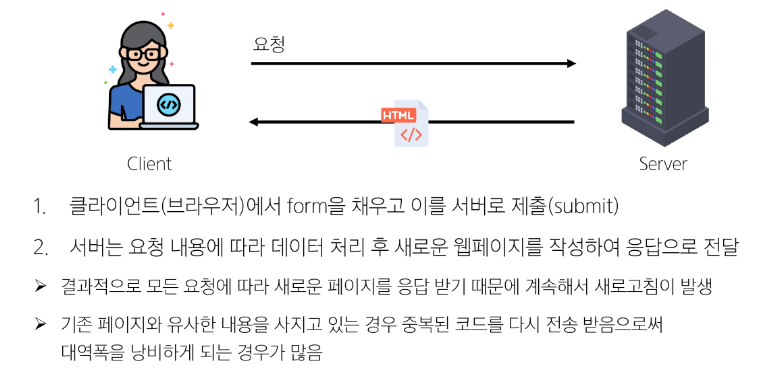 요청
HTML
</>
</>
Client
Server
1. 클라이언트(브라우저)에서 form을 채우고 이를 서버로 제출(submit)
2. 서버는 요청 내용에 따라 데이터 처리 후 새로운 웹페이지를 작성하여 응답으로 전달
➢ 결과적으로 모든 요청에 따라 새로운 페이지를 응답 받기 때문에 계속해서 새로고침이 발생
➢ 기존 페이지와 유사한 내용을 사지고 있는 경우 중복된 코드를 다시 전송 받음으로써
대역폭을 낭비하게 되는 경우가 많음